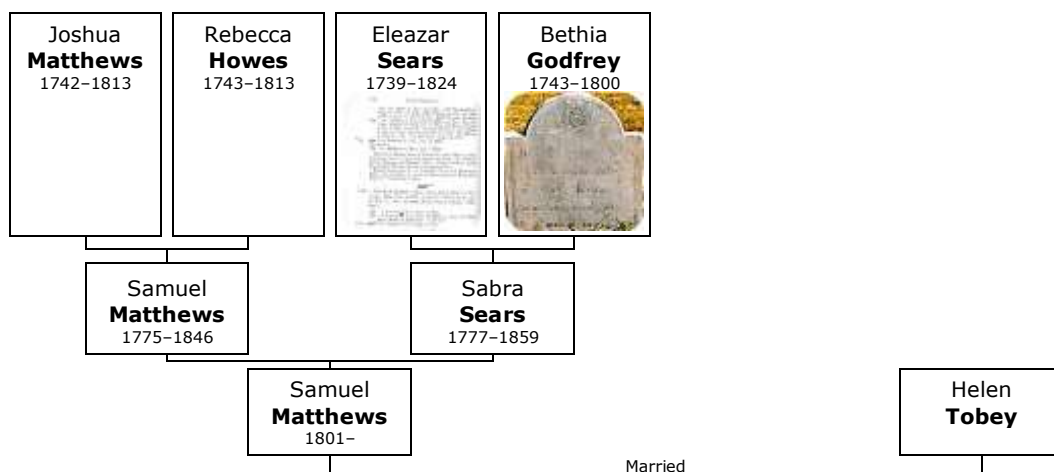 Joshua
Matthews
1742–1813
Rebecca
Howes
1743–1813
Eleazar
Sears
1739–1824
Bethia
Godfrey
1743–1800
Samuel
Matthews
1775–1846
Sabra
Sears
1777–1859
Samuel
Matthews
1801–
Helen
Tobey
Married